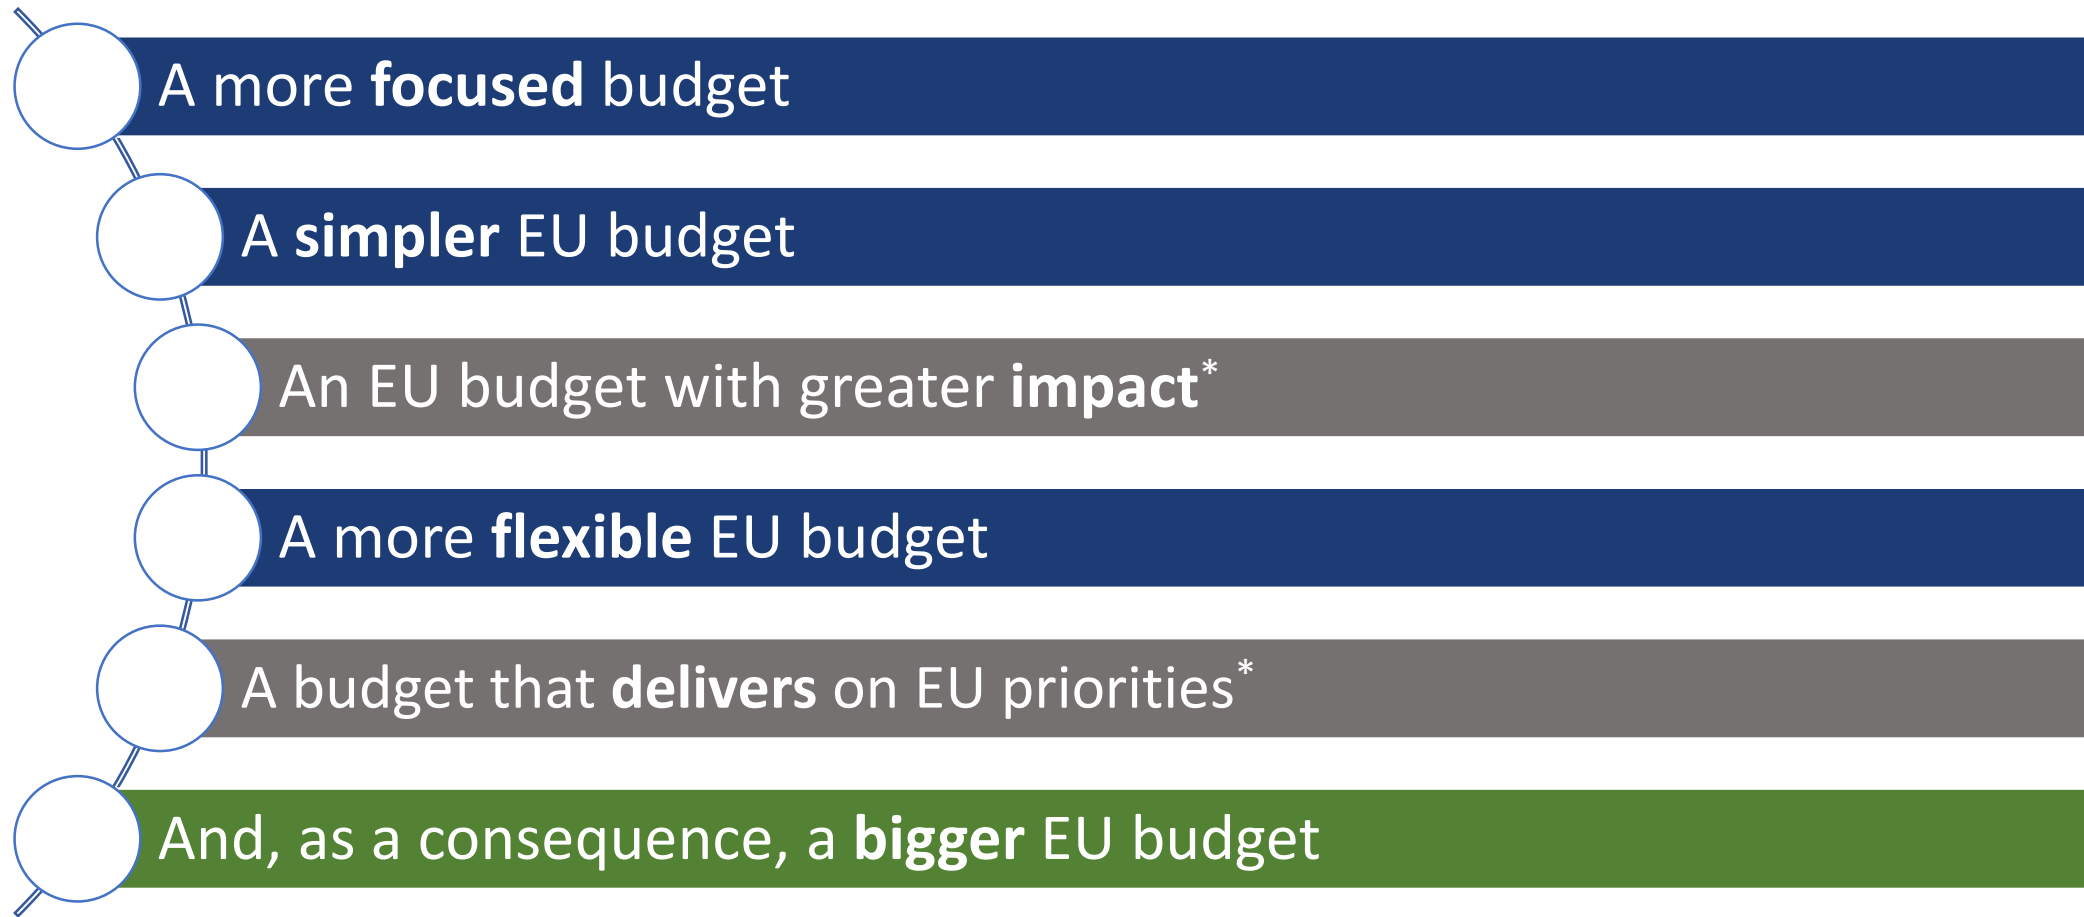 A more focused budget
A simpler EU budget
An EU budget with greater impact*
A more flexible EU budget
A budget that delivers on EU priorities*
And, as a consequence, a bigger EU budget